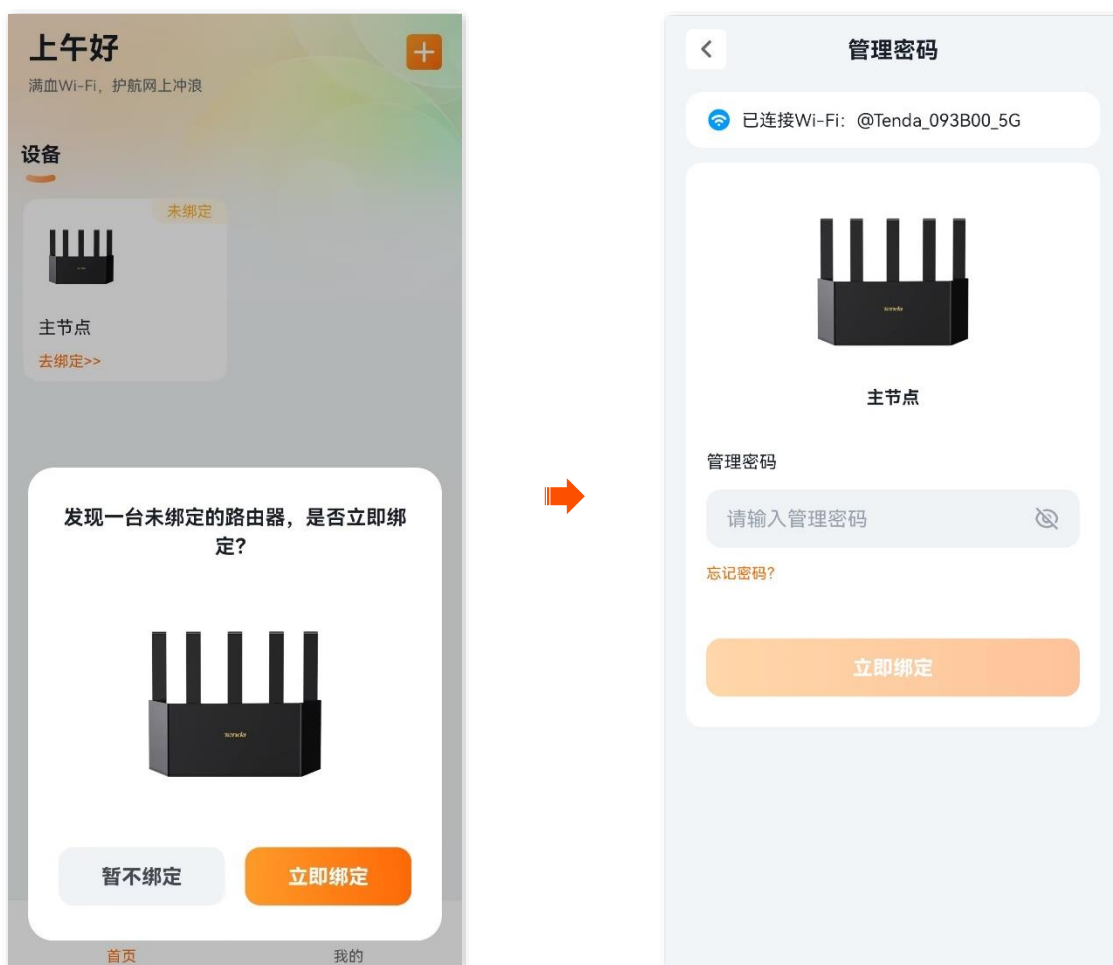 上午好
满血Wi-Fi，护航网上冲浪
设备
未绑定
主节点
去绑定>>
发现一台未绑定的路由器，是否立即绑
定？
Tenda
暂不绑定
立即绑定
首页
我的
管理密码
已连接Wi-Fi：@Tenda_093B00_5G
Tenda
主节点
管理密码
请输入管理密码
忘记密码？
立即绑定